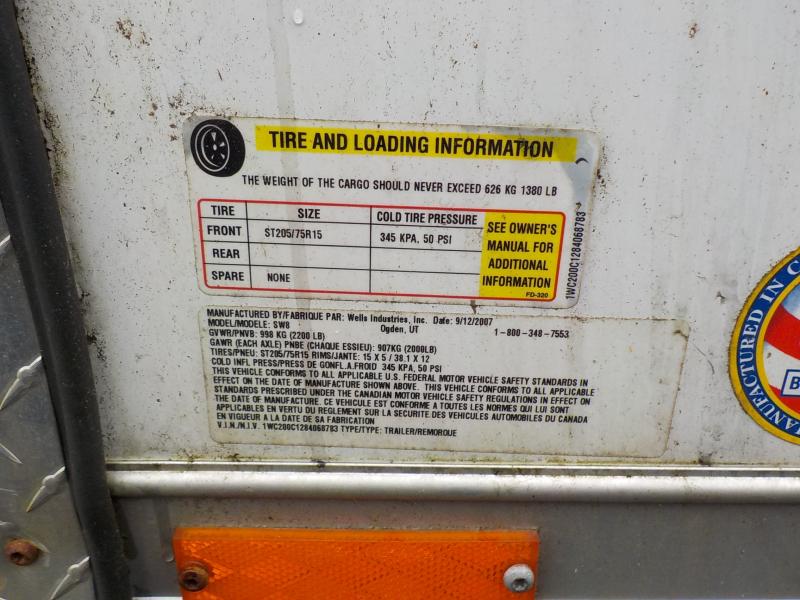 TIRE AND LOADING INFORMATION
THE WEIGHT OF THE CARGO SHOULD NEVER EXCEED 626 KG 1380 LB
TIRE SIZE COLD TIRE PRESSURE
FRONT ST205/75R15 345 KPA, 50 PSI
REAR
SPARE NONE
SEE OWNER'S
MANUAL FOR
ADDITIONAL
INFORMATION
FD-320
1WC200C1284068783
MANUFACTURED BY/FABRIQUE PAR: Wells Industries, Inc. Date: 9/12/2007
MODEL/MODELE: SW8 Ogden, UT 1-800-348-7553
GVWR/PNVB: 998 KG (2200 LB)
GAWR (EACH AXLE) PNBE (CHAQUE ESSIEU): 907KG (2000LB)
TIRES/PNEU: ST205/75R15 RIMS/JANTE: 15 X 5 / 38.1 X 12
COLD INFL PRESS/PRESS DE GONFL.A.FROID 345 KPA, 50 PSI
THIS VEHICLE CONFORMS TO ALL APPLICABLE U.S. FEDERAL MOTOR VEHICLE SAFETY STANDARDS IN
EFFECT ON THE DATE OF MANUFACTURE SHOWN ABOVE. THIS VEHICLE CONFORMS TO ALL APPLICABLE
STANDARDS PRESCRIBED UNDER THE CANADIAN MOTOR VEHICLE SAFETY REGULATIONS IN EFFECT ON
THE DATE OF MANUFACTURE. CE VEHICULE EST CONFORME A TOUTES LES NORMES QUI LUI SONT
APPLICABLES EN VERTU DU REGLEMENT SUR LA SECURITE DES VEHICULES AUTOMOBILES DU CANADA
EN VIGUEUR A LA DATE DE SA FABRICATION
V.I.N./N.I.V. 1WC200C1284068783 TYPE/TYPE: TRAILER/REMORQUE
MANUFACTURED IN C
B